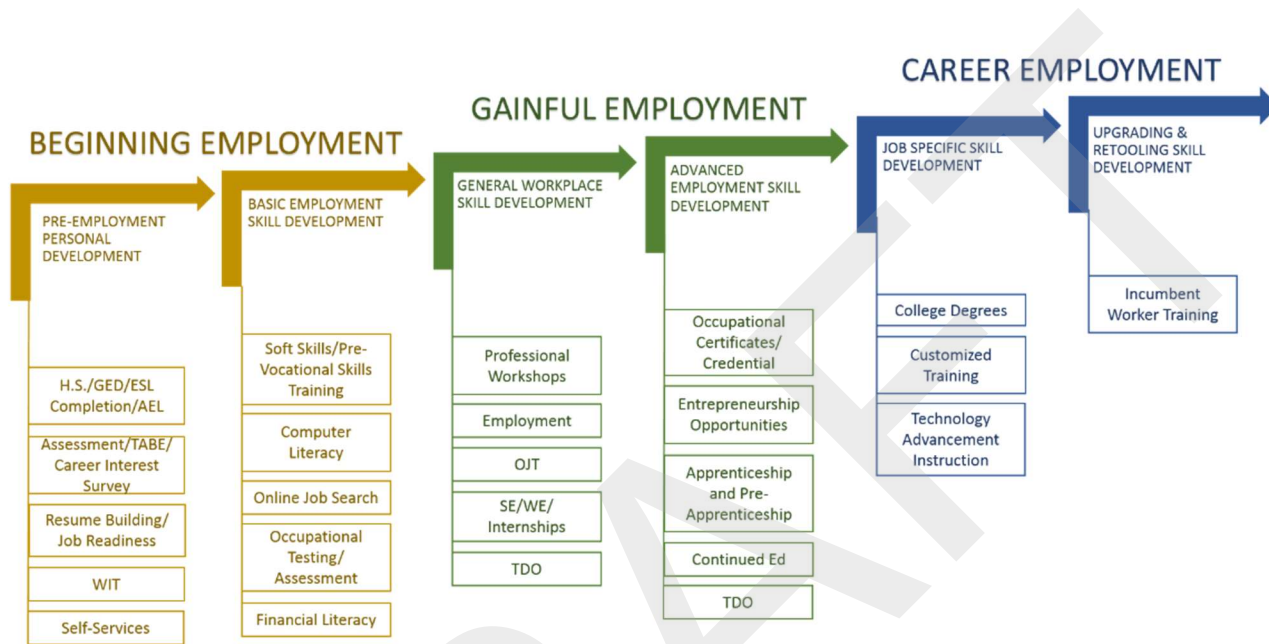 BEGINNING EMPLOYMENT
PRE-EMPLOYMENT
PERSONAL
DEVELOPMENT
H.S./GED/ESL
Completion/AEL
Assessment/TABE/
Career Interest
Survey
Resume Building/
Job Readiness
WIT
Self-Services
BASIC EMPLOYMENT
SKILL DEVELOPMENT
Soft Skills/Pre-
Vocational Skills
Training
Computer
Literacy
Online Job Search
Occupational
Testing/
Assessment
Financial Literacy
GAINFUL EMPLOYMENT
GENERAL WORKPLACE
SKILL DEVELOPMENT
Professional
Workshops
Employment
OJT
SE/WE/
Internships
TDO
ADVANCED
EMPLOYMENT SKILL
DEVELOPMENT
Occupational
Certificates/
Credential
Entrepreneurship
Opportunities
Apprenticeship
and Pre-
Apprenticeship
Continued Ed
TDO
CAREER EMPLOYMENT
JOB SPECIFIC SKILL
DEVELOPMENT
College Degrees
Customized
Training
Technology
Advancement
Instruction
UPGRADING &
RETOOLING SKILL
DEVELOPMENT
Incumbent
Worker Training